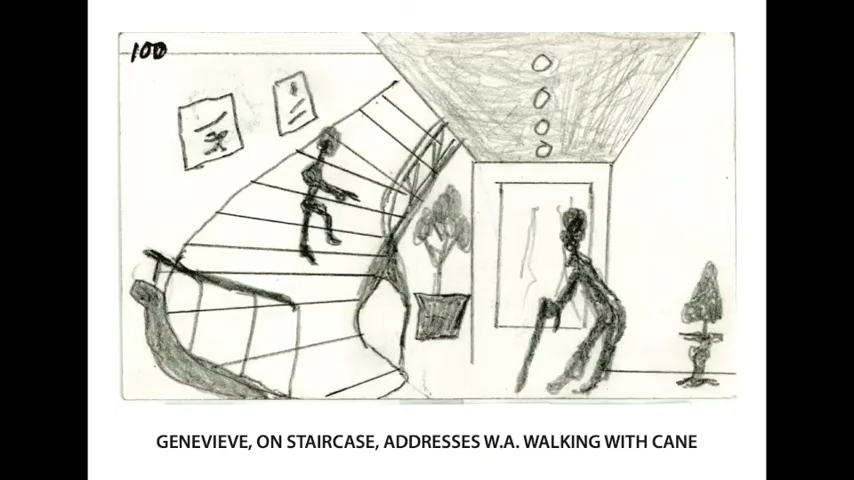 100
GENEVIEVE, ON STAIRCASE, ADDRESSES W.A. WALKING WITH CANE